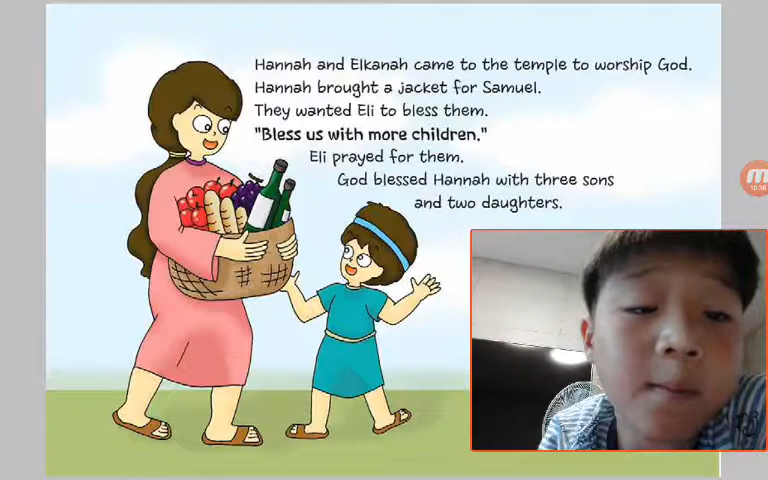 Hannah and Elkanah came to the temple to worship God.
Hannah brought a jacket for Samuel.
They wanted Eli to bless them.
"Bless us with more children."
Eli prayed for them.
God blessed Hannah with three sons
and two daughters.
M
10:36